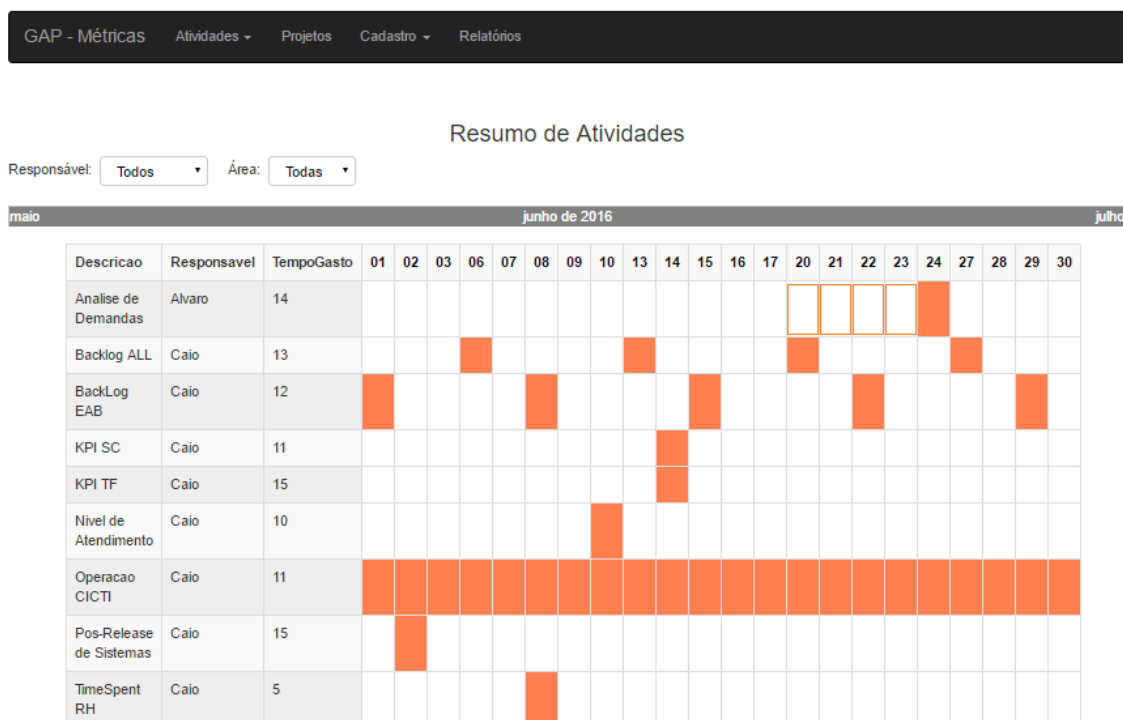 GAP - Métricas Atividades Projetos Cadastro Relatórios
Resumo de Atividades
Responsável: Todos Área: Todas
maio junho de 2016 julho
Descricao Responsavel TempoGasto 01 02 03 06 07 08 09 10 13 14 15 16 17 20 21 22 23 24 27 28 29 30
Analise de Alvaro 14
Demandas
Backlog ALL Caio 13
BackLog Caio 12
EAB
KPI SC Caio 11
KPI TF Caio 15
Nivel de Caio 10
Atendimento
Operacao Caio 11
CICTI
Pos-Release Caio 15
de Sistemas
TimeSpent Caio 5
RH